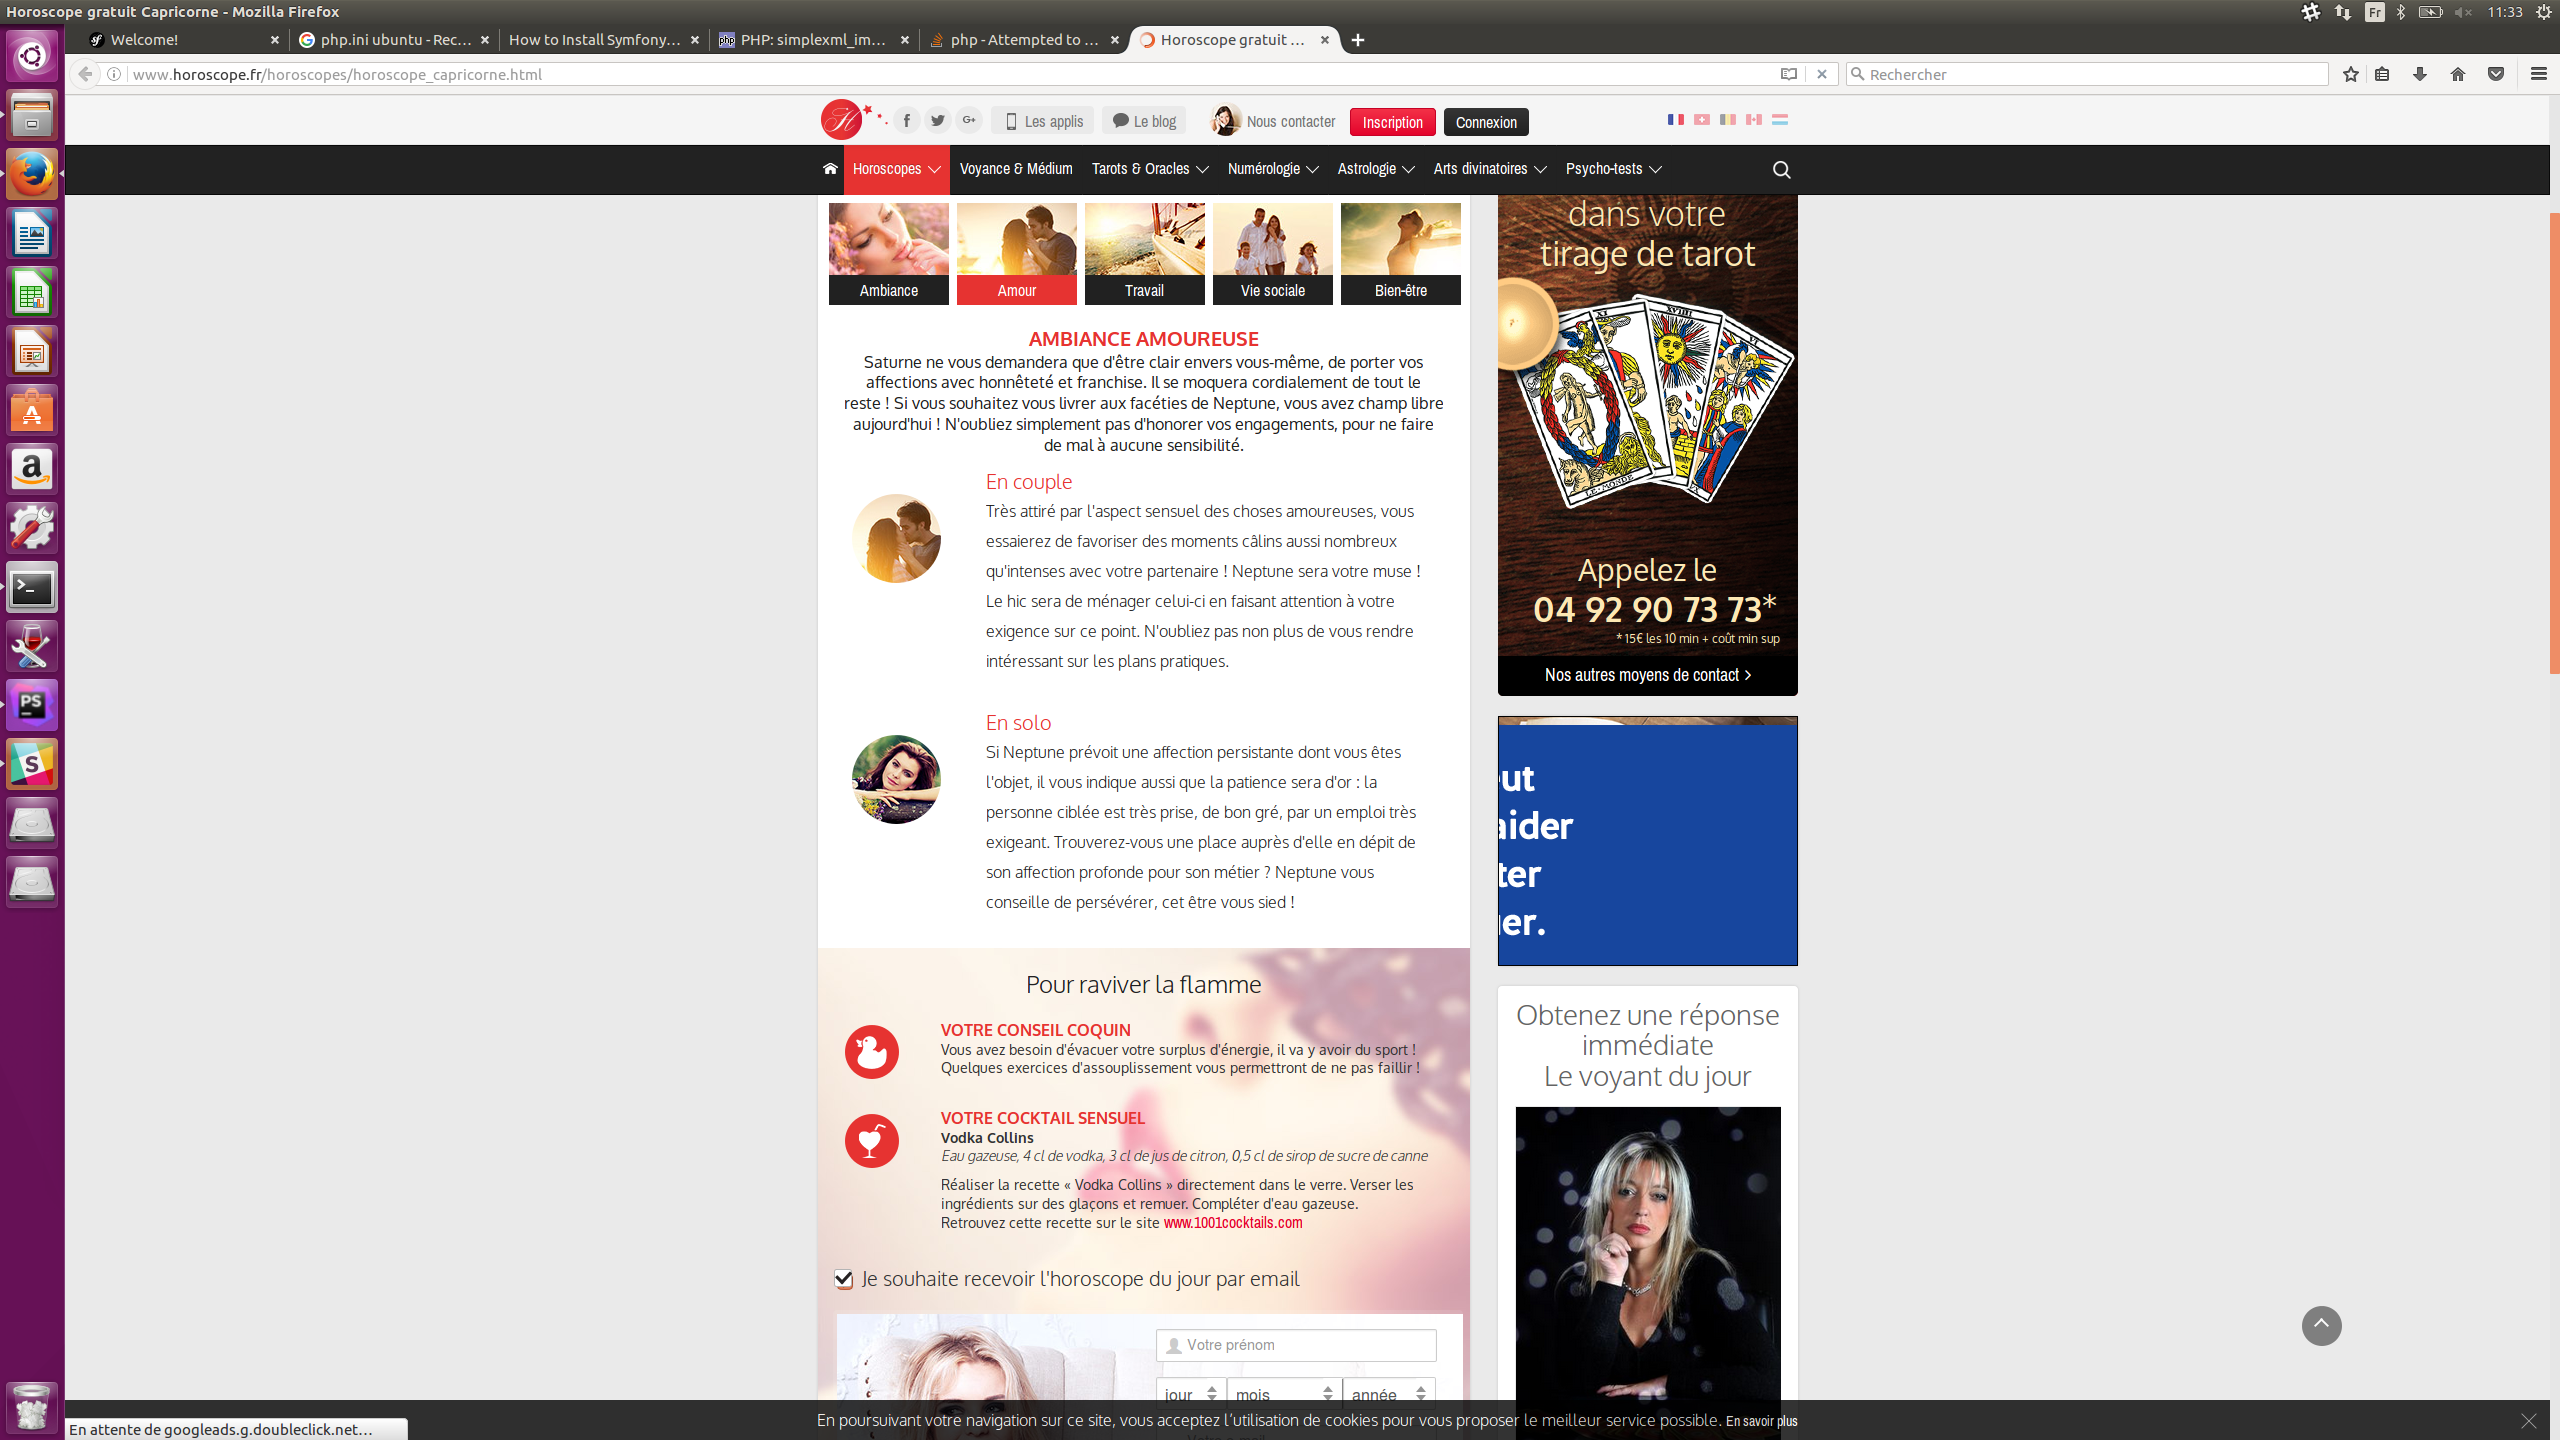 Horoscope gratuit Capricorne - Mozilla Firefox
Fr
11:33
Welcome!
php.ini ubuntu - Rec...
How to Install Symfony...
PHP: simplexml_im...
php - Attempted to ...
Horoscope gratuit ...
www.horoscope.fr/horoscopes/horoscope_capricorne.html
Rechercher
Les applis
Le blog
Nous contacter
Inscription
Connexion
Horoscopes
Voyance & Médium
Tarots & Oracles
Numérologie
Astrologie
Arts divinatoires
Psycho-tests
Ambiance
Amour
Travail
Vie sociale
Bien-être
AMBIANCE AMOUREUSE
Saturne ne vous demandera que d'être clair envers vous-même, de porter vos
affections avec honnêteté et franchise. Il se moquera cordialement de tout le
reste ! Si vous souhaitez vous livrer aux facéties de Neptune, vous avez champ libre
aujourd'hui ! N'oubliez simplement pas d'honorer vos engagements, pour ne faire
de mal à aucune sensibilité.
En couple
Très attiré par l'aspect sensuel des choses amoureuses, vous
essaierez de favoriser des moments câlins aussi nombreux
qu'intenses avec votre partenaire ! Neptune sera votre muse !
Le hic sera de ménager celui-ci en faisant attention à votre
exigence sur ce point. N'oubliez pas non plus de vous rendre
intéressant sur les plans pratiques.
En solo
Si Neptune prévoit une affection persistante dont vous êtes
l'objet, il vous indique aussi que la patience sera d'or : la
personne ciblée est très prise, de bon gré, par un emploi très
exigeant. Trouverez-vous une place auprès d'elle en dépit de
son affection profonde pour son métier ? Neptune vous
conseille de persévérer, cet être vous sied !
Pour raviver la flamme
VOTRE CONSEIL COQUIN
Vous avez besoin d'évacuer votre surplus d'énergie, il va y avoir du sport !
Quelques exercices d'assouplissement vous permettront de ne pas faillir !
VOTRE COCKTAIL SENSUEL
Vodka Collins
Eau gazeuse, 4 cl de vodka, 3 cl de jus de citron, 0,5 cl de sirop de sucre de canne
Réaliser la recette « Vodka Collins » directement dans le verre. Verser les
ingrédients sur des glaçons et remuer. Compléter d'eau gazeuse.
Retrouvez cette recette sur le site www.1001cocktails.com
Je souhaite recevoir l'horoscope du jour par email
Votre prénom
jour
mois
année
dans votre
tirage de tarot
XI
XVIII
VI
LE · MONDE
Appelez le
04 92 90 73 73*
* 15€ les 10 min + coût min sup
Nos autres moyens de contact >
ut
aider
ter
er.
Obtenez une réponse
immédiate
Le voyant du jour
En poursuivant votre navigation sur ce site, vous acceptez l'utilisation de cookies pour vous proposer le meilleur service possible. En savoir plus
En attente de googleads.g.doubleclick.net...